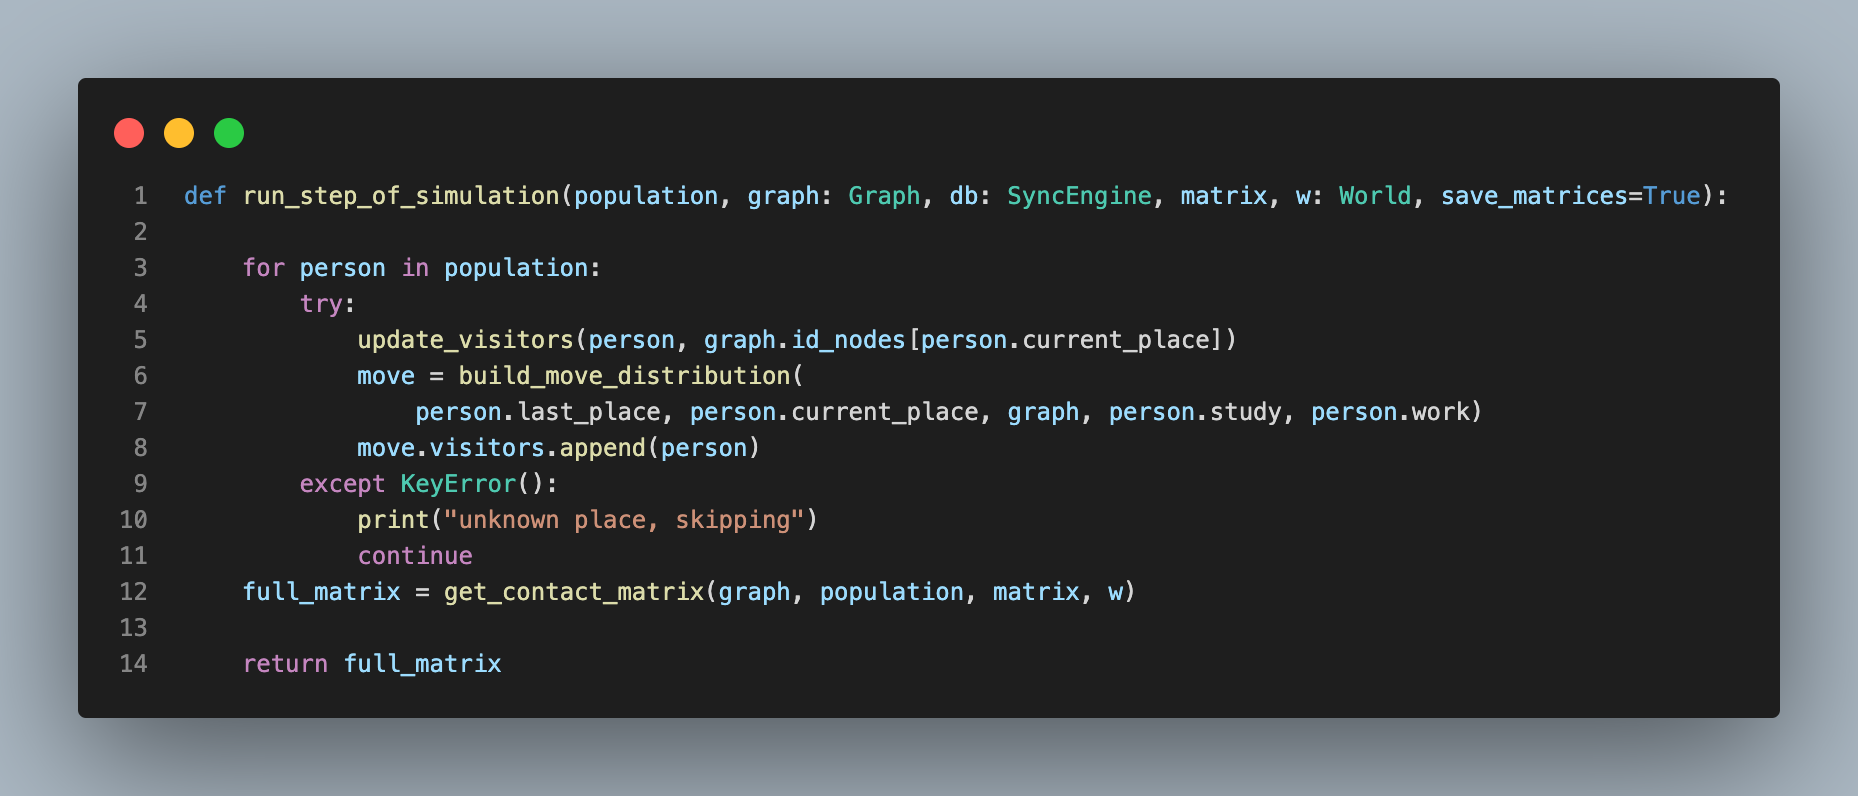 1 def run_step_of_simulation(population, graph: Graph, db: SyncEngine, matrix, w: World, save_matrices=True):
2
3     for person in population:
4         try:
5             update_visitors(person, graph.id_nodes[person.current_place])
6             move = build_move_distribution(
7                 person.last_place, person.current_place, graph, person.study, person.work)
8             move.visitors.append(person)
9         except KeyError():
10             print("unknown place, skipping")
11             continue
12     full_matrix = get_contact_matrix(graph, population, matrix, w)
13
14     return full_matrix